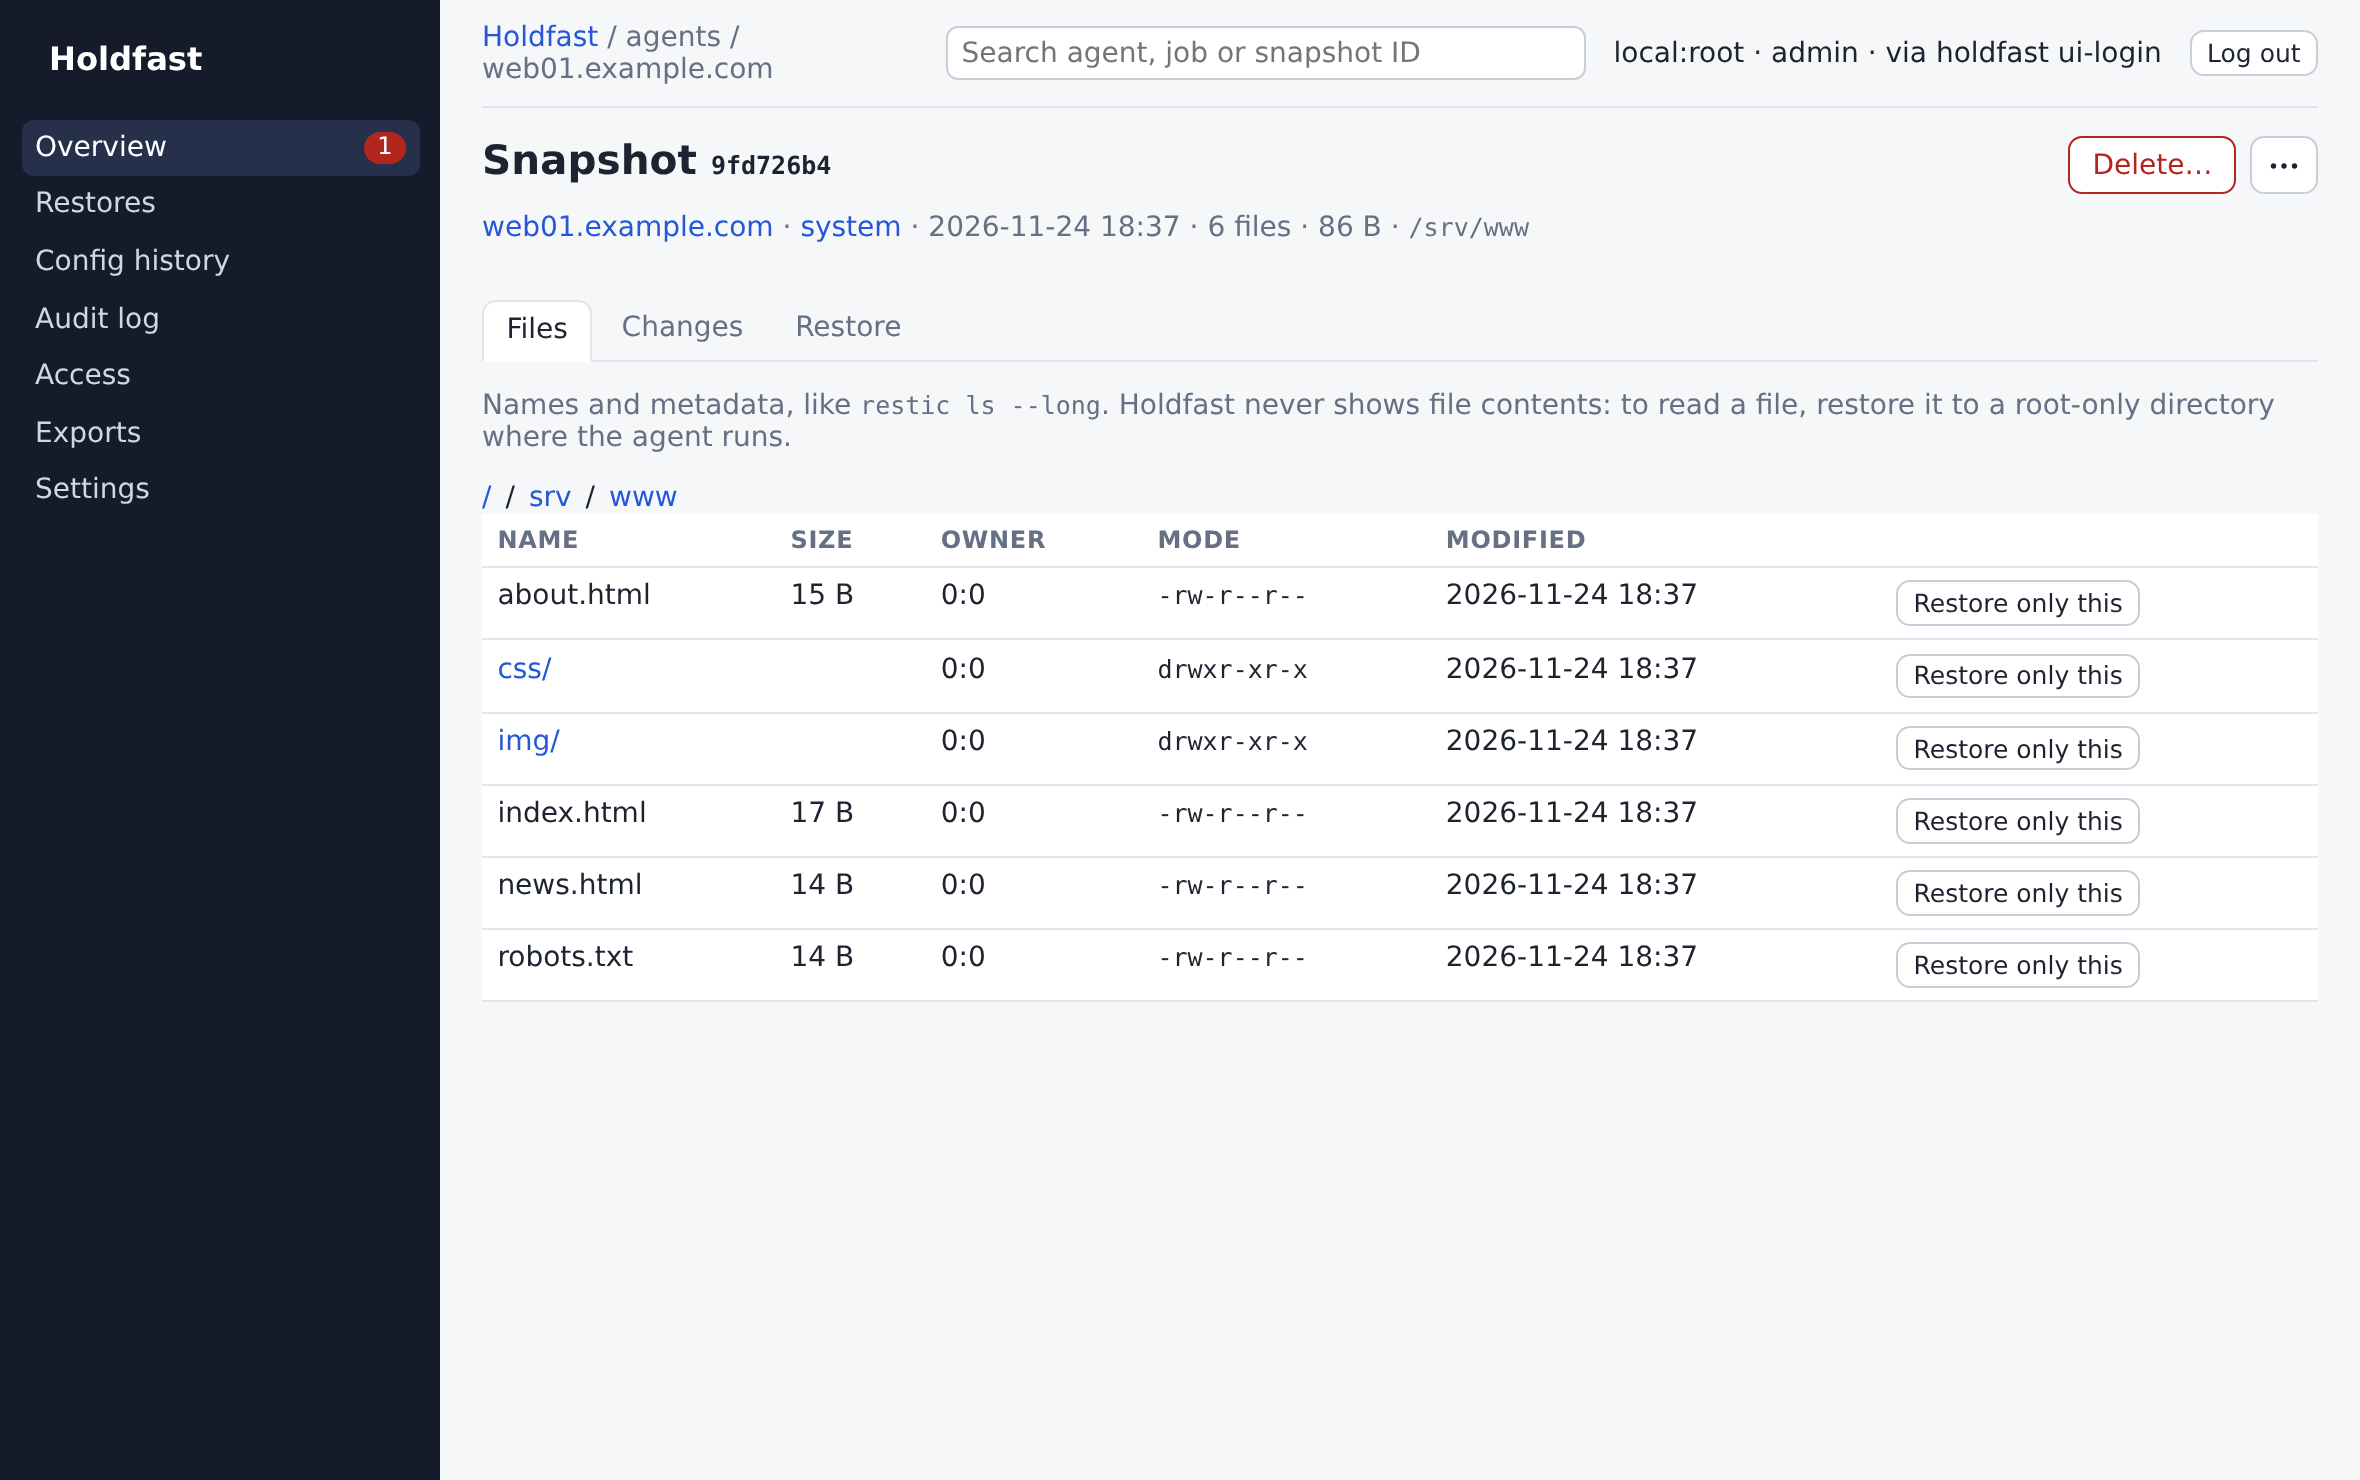 Holdfast
Overview 1
Restores
Config history
Audit log
Access
Exports
Settings
Holdfast / agents /
web01.example.com
Search agent, job or snapshot ID
local:root · admin · via holdfast ui-login
Log out
Snapshot 9fd726b4
Delete…
···
web01.example.com · system · 2026-11-24 18:37 · 6 files · 86 B · /srv/www
Files Changes Restore
Names and metadata, like restic ls --long. Holdfast never shows file contents: to read a file, restore it to a root-only directory
where the agent runs.
/ / srv / www
NAME SIZE OWNER MODE MODIFIED
about.html 15 B 0:0 -rw-r--r-- 2026-11-24 18:37 Restore only this
css/ 0:0 drwxr-xr-x 2026-11-24 18:37 Restore only this
img/ 0:0 drwxr-xr-x 2026-11-24 18:37 Restore only this
index.html 17 B 0:0 -rw-r--r-- 2026-11-24 18:37 Restore only this
news.html 14 B 0:0 -rw-r--r-- 2026-11-24 18:37 Restore only this
robots.txt 14 B 0:0 -rw-r--r-- 2026-11-24 18:37 Restore only this